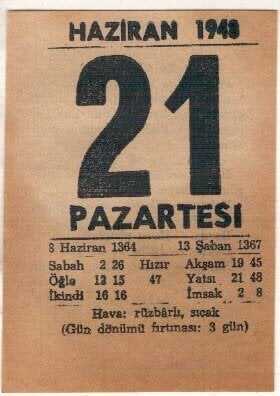 HAZİRAN 1948
21
PAZARTESİ
8 Haziran 1364 13 Şaban 1367
Sabah 2 26 Hızır Akşam 19 45
Öğle 12 15 47 Yatsı 21 48
İkindi 16 16 İmsak 2 8
Hava: rüzbârlı, sıcak
(Gün dönümü fırtınası: 3 gün)